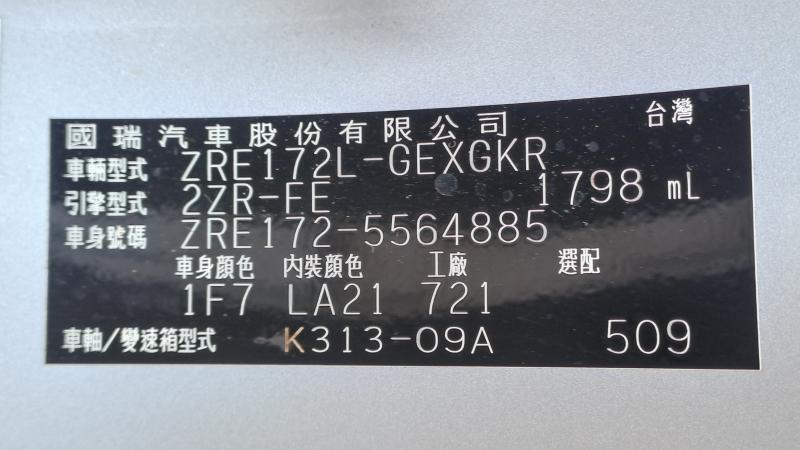 國瑞汽車股份有限公司 台灣
車輛型式 ZRE172L-GEXGKR
引擎型式 2ZR-FE 1798 mL
車身號碼 ZRE172-5564885
車身顏色 內裝顏色 工廠 選配
1F7 LA21 721
車軸/變速箱型式 K313-09A 509